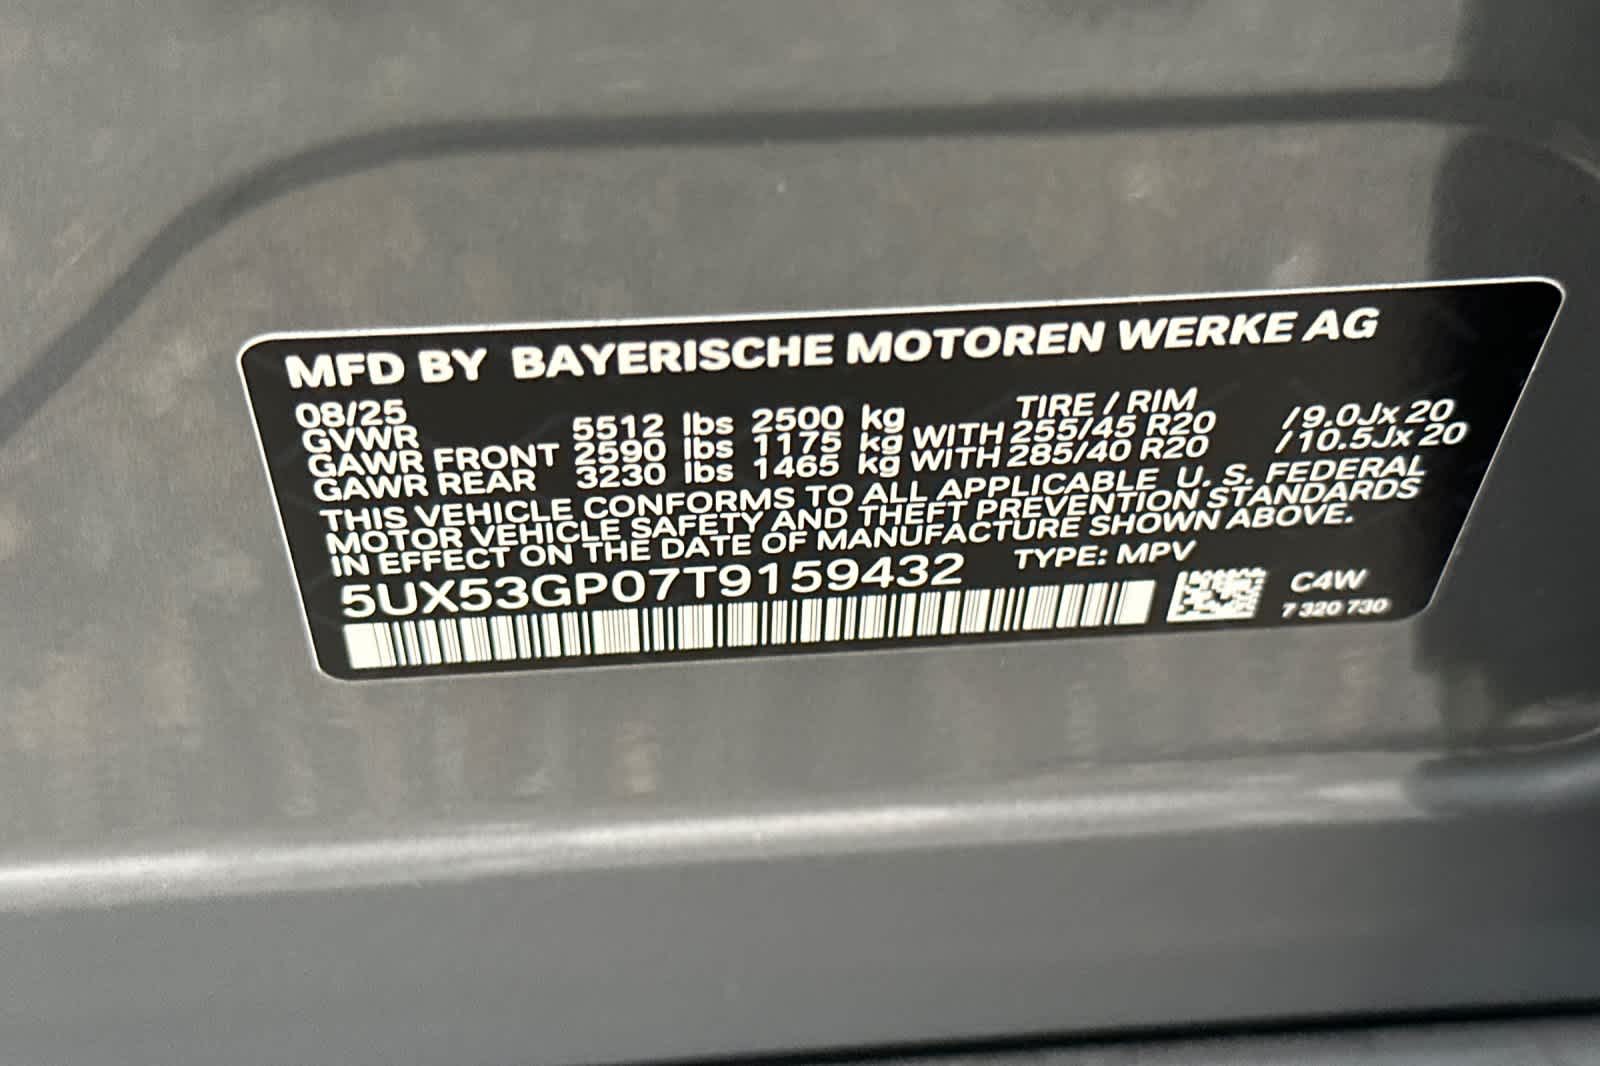 MFD BY BAYERISCHE MOTOREN WERKE AG
08/25 TIRE / RIM
GVWR 5512 lbs 2500 kg
GAWR FRONT 2590 lbs 1175 kg WITH 255/45 R20 /9.0Jx 20
GAWR REAR 3230 lbs 1465 kg WITH 285/40 R20 /10.5Jx 20
THIS VEHICLE CONFORMS TO ALL APPLICABLE U. S. FEDERAL
MOTOR VEHICLE SAFETY AND THEFT PREVENTION STANDARDS
IN EFFECT ON THE DATE OF MANUFACTURE SHOWN ABOVE.
5UX53GP07T9159432 TYPE: MPV
C4W
7 320 730